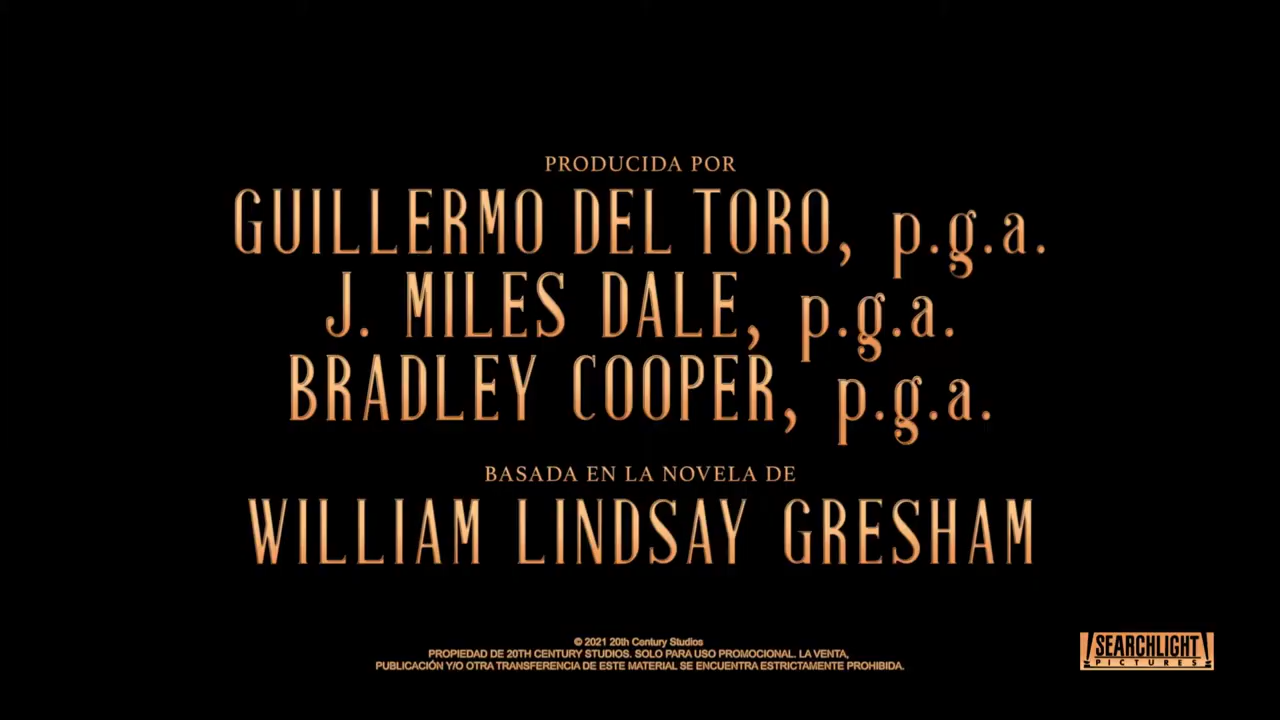 PRODUCIDA POR
GUILLERMO DEL TORO, p.g.a.
J. MILES DALE, p.g.a.
BRADLEY COOPER, p.g.a.
BASADA EN LA NOVELA DE
WILLIAM LINDSAY GRESHAM
© 2021 20th Century Studios
PROPIEDAD DE 20TH CENTURY STUDIOS. SOLO PARA USO PROMOCIONAL. LA VENTA,
PUBLICACIÓN Y/O OTRA TRANSFERENCIA DE ESTE MATERIAL SE ENCUENTRA ESTRICTAMENTE PROHIBIDA.
SEARCHLIGHT
PICTURES